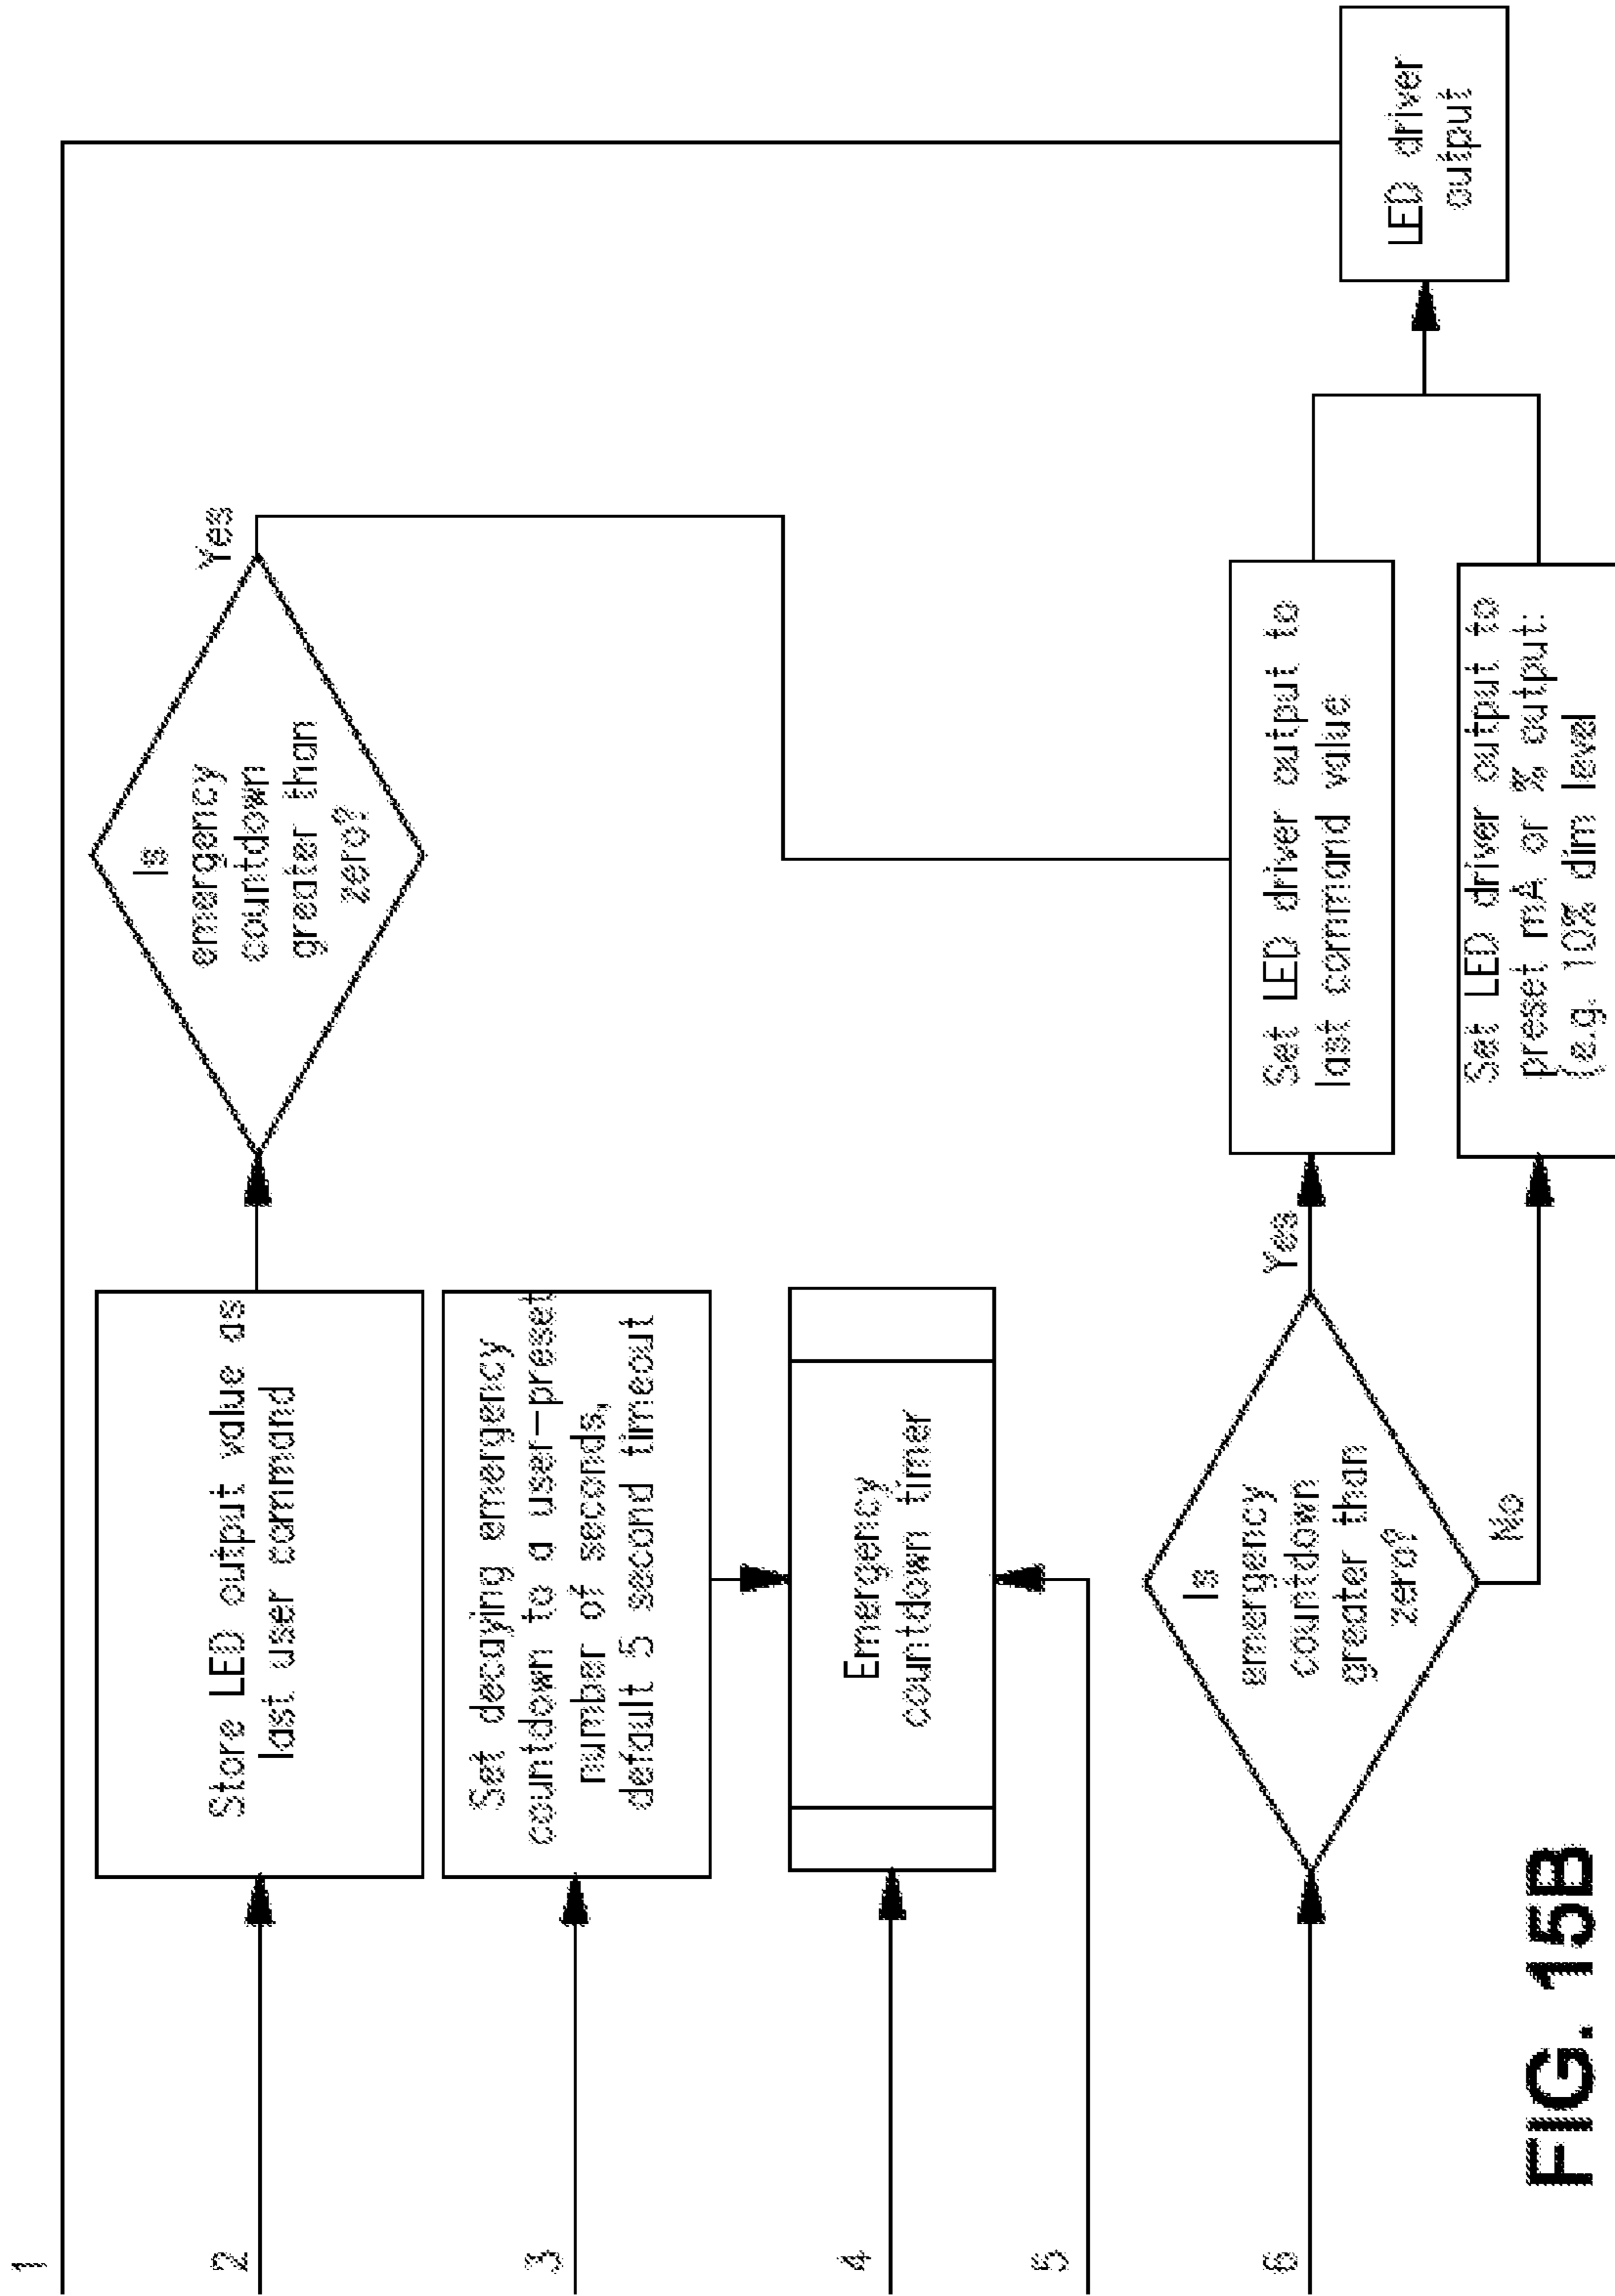 1
2
Store LED output value as
last user command
Is
emergency
countdown
greater than
zero?
Yes
3
Set decaying emergency
countdown to a user-preset
number of seconds,
default 5 second timeout
4
Emergency
countdown timer
5
6
Is
emergency
countdown
greater than
zero?
Yes
No
Set LED driver output to
last command value
Set LED driver output to
preset mA or % output:
(e.g. 10% dim level
LED driver
output
FIG. 15B